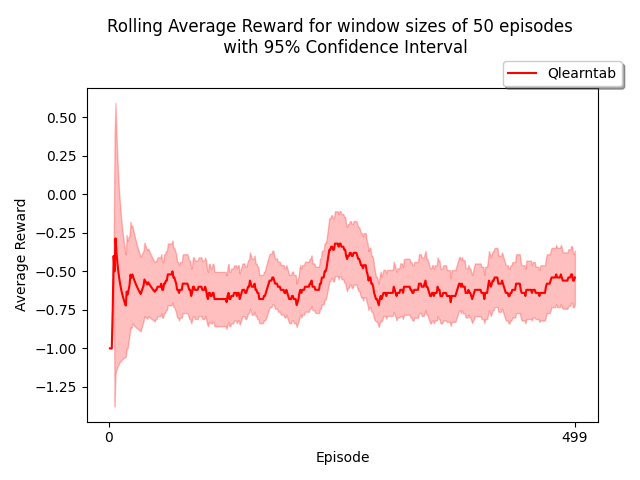 Rolling Average Reward for window sizes of 50 episodes
with 95% Confidence Interval
Qlearntab
0.50
0.25
0.00
−0.25
−0.50
−0.75
−1.00
−1.25
Average Reward
0
499
Episode